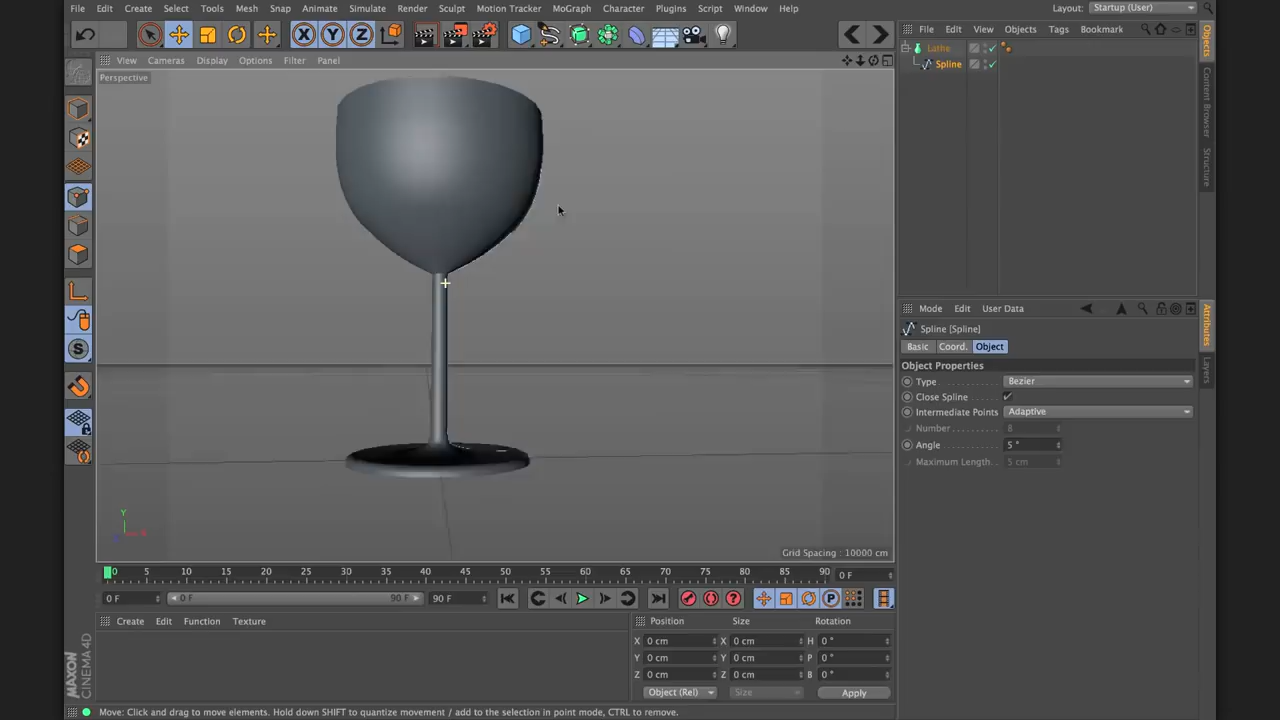 File Edit Create Select Tools Mesh Snap Animate Simulate Render Sculpt Motion Tracker MoGraph Character Plugins Script Window Help Layout: Startup (User)
X Y Z
File Edit View Objects Tags Bookmark
Objects
Content Browser
Structure
View Cameras Display Options Filter Panel
Perspective
Lathe
Spline
Mode Edit User Data
Attributes
Layers
Spline [Spline]
Basic Coord. Object
Object Properties
Type Bezier
Close Spline
Intermediate Points Adaptive
Number 8
Angle 5 °
Maximum Length 5 cm
S
Y
Grid Spacing : 10000 cm
0 5 10 15 20 25 30 35 40 45 50 55 60 65 70 75 80 85 90 0 F
0 F 0 F 90 F 90 F P
Create Edit Function Texture
Position Size Rotation
X 0 cm X 0 cm H 0 °
Y 0 cm Y 0 cm P 0 °
Z 0 cm Z 0 cm B 0 °
Object (Rel) Size Apply
MAXON
CINEMA4D
Move: Click and drag to move elements. Hold down SHIFT to quantize movement / add to the selection in point mode, CTRL to remove.